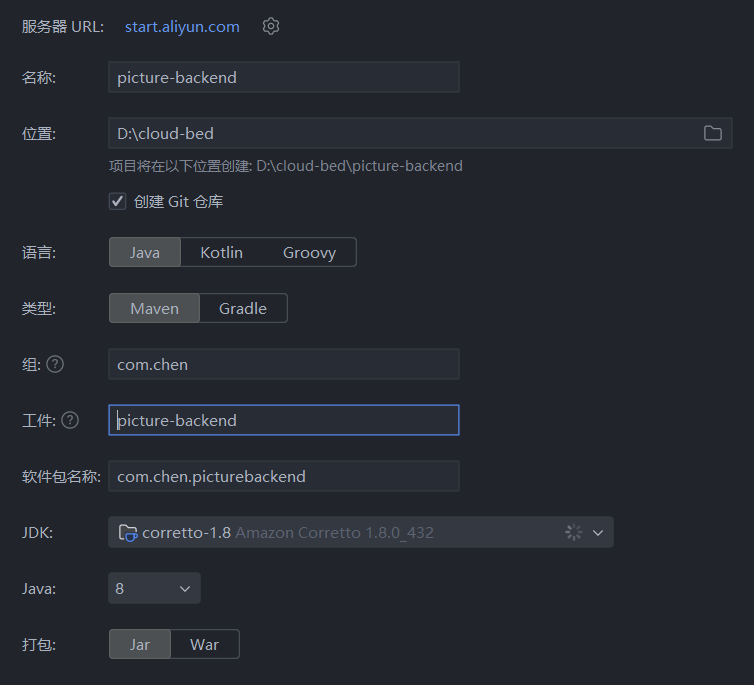 服务器 URL: start.aliyun.com
名称: picture-backend
位置: D:\cloud-bed
项目将在以下位置创建: D:\cloud-bed\picture-backend
创建 Git 仓库
语言: Java Kotlin Groovy
类型: Maven Gradle
组: ? com.chen
工件: ? picture-backend
软件包名称: com.chen.picturebackend
JDK: corretto-1.8 Amazon Corretto 1.8.0_432
Java: 8
打包: Jar War